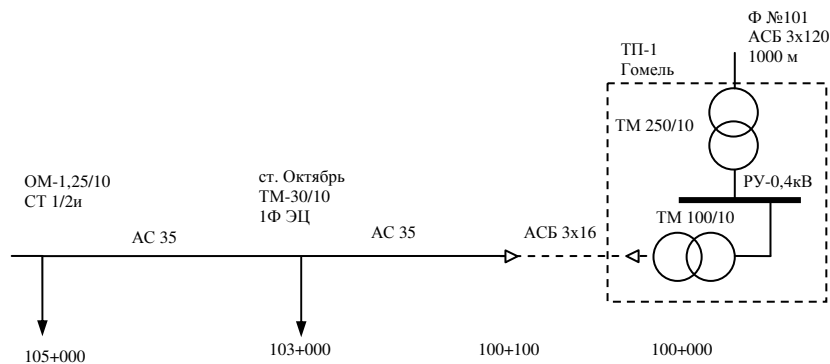 Ф №101
АСБ 3х120
1000 м
ТП-1
Гомель
ТМ 250/10
РУ-0,4кВ
ОМ-1,25/10
СТ 1/2и
ст. Октябрь
ТМ-30/10
1Ф ЭЦ
ТМ 100/10
АС 35
АС 35
АСБ 3х16
105+000
103+000
100+100
100+000